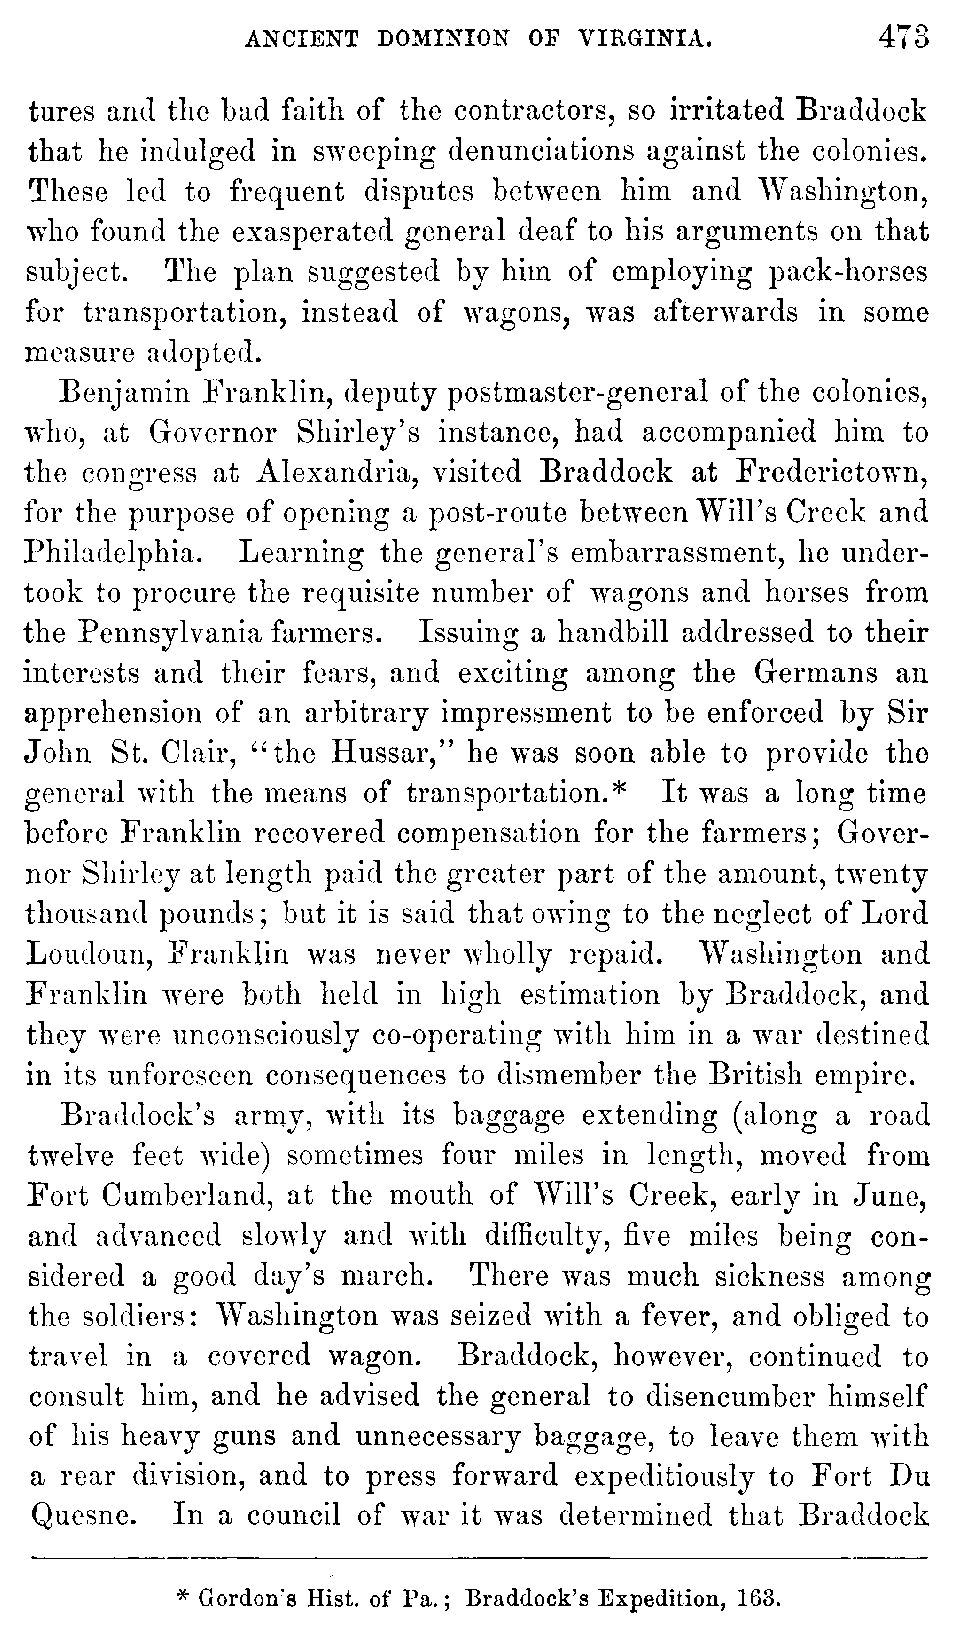 ANCIENT DOMINION OF VIRGINIA. 473
tures and the bad faith of the contractors, so irritated Braddock
that he indulged in sweeping denunciations against the colonies.
These led to frequent disputes between him and Washington,
who found the exasperated general deaf to his arguments on that
subject. The plan suggested by him of employing pack-horses
for transportation, instead of wagons, was afterwards in some
measure adopted.
Benjamin Franklin, deputy postmaster-general of the colonies,
who, at Governor Shirley's instance, had accompanied him to
the congress at Alexandria, visited Braddock at Frederictown,
for the purpose of opening a post-route between Will's Creek and
Philadelphia. Learning the general's embarrassment, he under-
took to procure the requisite number of wagons and horses from
the Pennsylvania farmers. Issuing a handbill addressed to their
interests and their fears, and exciting among the Germans an
apprehension of an arbitrary impressment to be enforced by Sir
John St. Clair, "the Hussar," he was soon able to provide the
general with the means of transportation.* It was a long time
before Franklin recovered compensation for the farmers; Gover-
nor Shirley at length paid the greater part of the amount, twenty
thousand pounds; but it is said that owing to the neglect of Lord
Loudoun, Franklin was never wholly repaid. Washington and
Franklin were both held in high estimation by Braddock, and
they were unconsciously co-operating with him in a war destined
in its unforeseen consequences to dismember the British empire.
Braddock's army, with its baggage extending (along a road
twelve feet wide) sometimes four miles in length, moved from
Fort Cumberland, at the mouth of Will's Creek, early in June,
and advanced slowly and with difficulty, five miles being con-
sidered a good day's march. There was much sickness among
the soldiers: Washington was seized with a fever, and obliged to
travel in a covered wagon. Braddock, however, continued to
consult him, and he advised the general to disencumber himself
of his heavy guns and unnecessary baggage, to leave them with
a rear division, and to press forward expeditiously to Fort Du
Quesne. In a council of war it was determined that Braddock
* Gordon's Hist. of Pa.; Braddock's Expedition, 163.